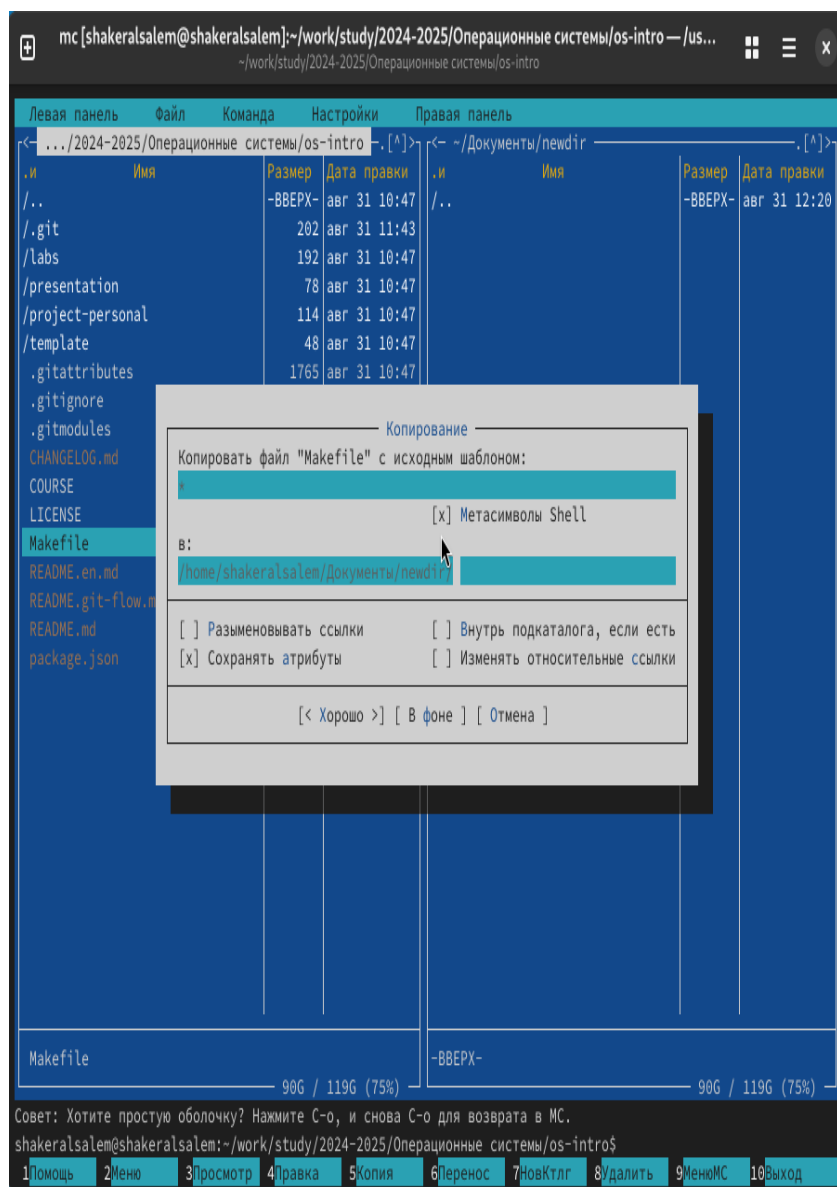 mc [shakeralsalem@shakeralsalem]:~/work/study/2024-2025/Операционные системы/os-intro — /us...
~/work/study/2024-2025/Операционные системы/os-intro
Левая панель Файл Команда Настройки Правая панель
<— .../2024-2025/Операционные системы/os-intro —.[^]> <— ~/Документы/newdir —.[^]>
.и Имя Размер Дата правки .и Имя Размер Дата правки
/.. -ВВЕРХ- авг 31 10:47 /.. -ВВЕРХ- авг 31 12:20
/.git 202 авг 31 11:43
/labs 192 авг 31 10:47
/presentation 78 авг 31 10:47
/project-personal 114 авг 31 10:47
/template 48 авг 31 10:47
.gitattributes 1765 авг 31 10:47
.gitignore
.gitmodules
CHANGELOG.md
COURSE
LICENSE
Makefile
README.en.md
README.git-flow.m
README.md
package.json
Копирование
Копировать файл "Makefile" с исходным шаблоном:
*
[x] Метасимволы Shell
в:
/home/shakeralsalem/Документы/newdir/
[ ] Разыменовывать ссылки [ ] Внутрь подкаталога, если есть
[x] Сохранять атрибуты [ ] Изменять относительные ссылки
[< Хорошо >] [ В фоне ] [ Отмена ]
Makefile -ВВЕРХ-
90G / 119G (75%) 90G / 119G (75%)
Совет: Хотите простую оболочку? Нажмите C-o, и снова C-o для возврата в MC.
shakeralsalem@shakeralsalem:~/work/study/2024-2025/Операционные системы/os-intro$
1Помощь 2Меню 3Просмотр 4Правка 5Копия 6Перенос 7НовКтлг 8Удалить 9МенюMC 10Выход